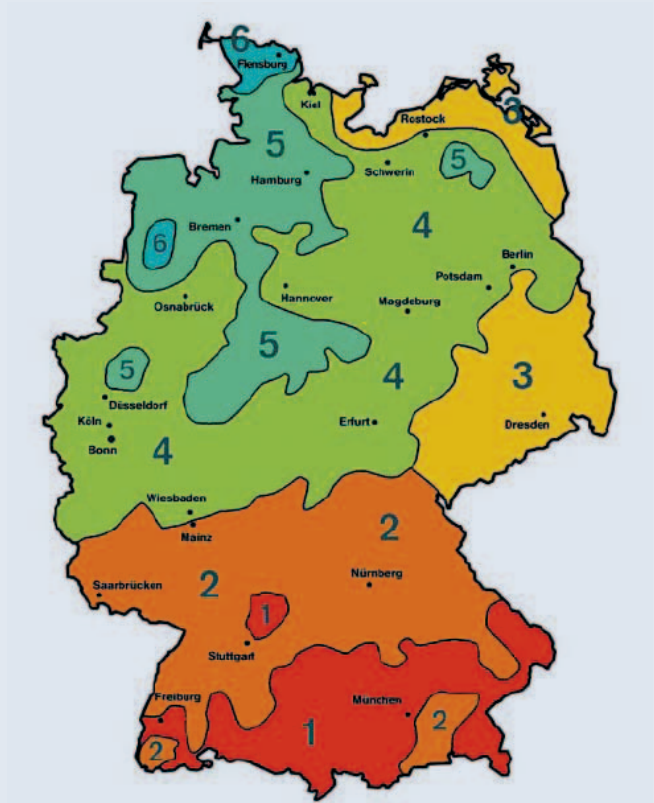 6
Flensburg
Kiel
3
Rostock
5
5
Schwerin
Hamburg
Bremen
4
6
Berlin
Potsdam
Hannover
Osnabrück
Magdeburg
5
5
4
3
Düsseldorf
Köln
Erfurt
Dresden
Bonn
4
Wiesbaden
2
Mainz
Nürnberg
2
Saarbrücken
1
Stuttgart
Freiburg
München
2
1
2